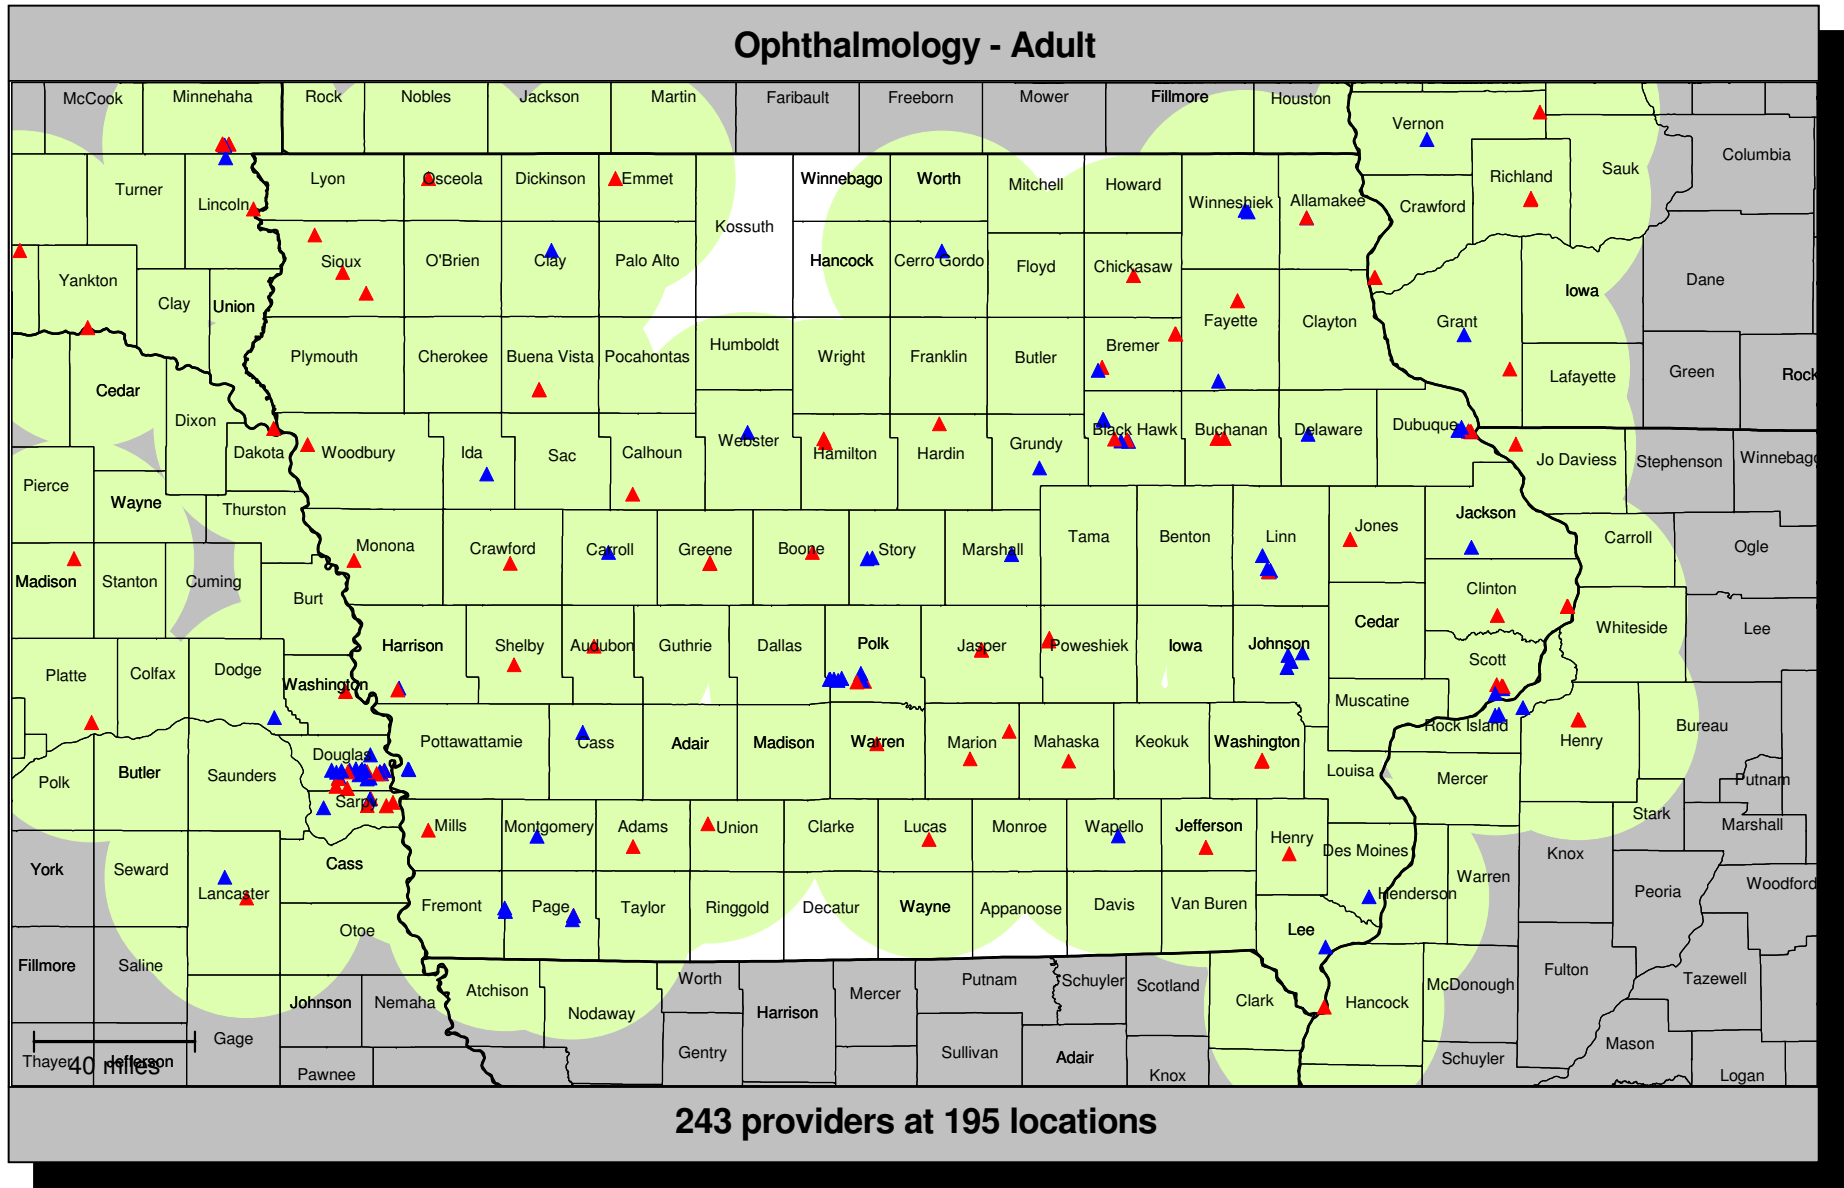 Ophthalmology - Adult
McCook Minnehaha Rock Nobles Jackson Martin Faribault Freeborn Mower Fillmore Houston
Vernon
Columbia
Sauk
Richland
Turner Lyon Osceola Dickinson Emmet Winnebago Worth Mitchell Howard
Lincoln Winneshiek Allamakee Crawford
Kossuth
Sioux O'Brien Clay Palo Alto Hancock Cerro Gordo Floyd Chickasaw
Yankton Dane
Clay Union Iowa
Fayette Clayton Grant
Plymouth Cherokee Buena Vista Pocahontas Humboldt Wright Franklin Butler Bremer
Cedar Lafayette Green Rock
Dixon
Dakota Woodbury Ida Sac Calhoun Webster Hamilton Hardin Grundy Black Hawk Buchanan Delaware Dubuque
Jo Daviess Stephenson Winnebago
Pierce
Wayne
Thurston Jackson
Monona Crawford Carroll Greene Boone Story Marshall Tama Benton Linn Jones Carroll Ogle
Madison Stanton Cuming
Burt Clinton
Harrison Shelby Audubon Guthrie Dallas Polk Jasper Poweshiek Iowa Johnson Cedar Whiteside Lee
Scott
Platte Colfax Dodge
Washington Muscatine
Rock Island Henry Bureau
Pottawattamie Cass Adair Madison Warren Marion Mahaska Keokuk Washington
Douglas
Polk Butler Saunders Louisa Mercer Putnam
Sarpy
Mills Montgomery Adams Union Clarke Lucas Monroe Wapello Jefferson Henry Stark Marshall
Des Moines Knox
York Seward Cass
Lancaster Warren Peoria Woodford
Henderson
Fremont Page Taylor Ringgold Decatur Wayne Appanoose Davis Van Buren
Otoe Lee
Fillmore Saline Fulton
Worth Putnam Schuyler Scotland McDonough Tazewell
Johnson Nemaha Atchison Mercer Clark Hancock
Nodaway Harrison
Gage Mason
Gentry Sullivan Adair Schuyler
Thayer Jefferson
40 miles
Pawnee Knox Logan
243 providers at 195 locations